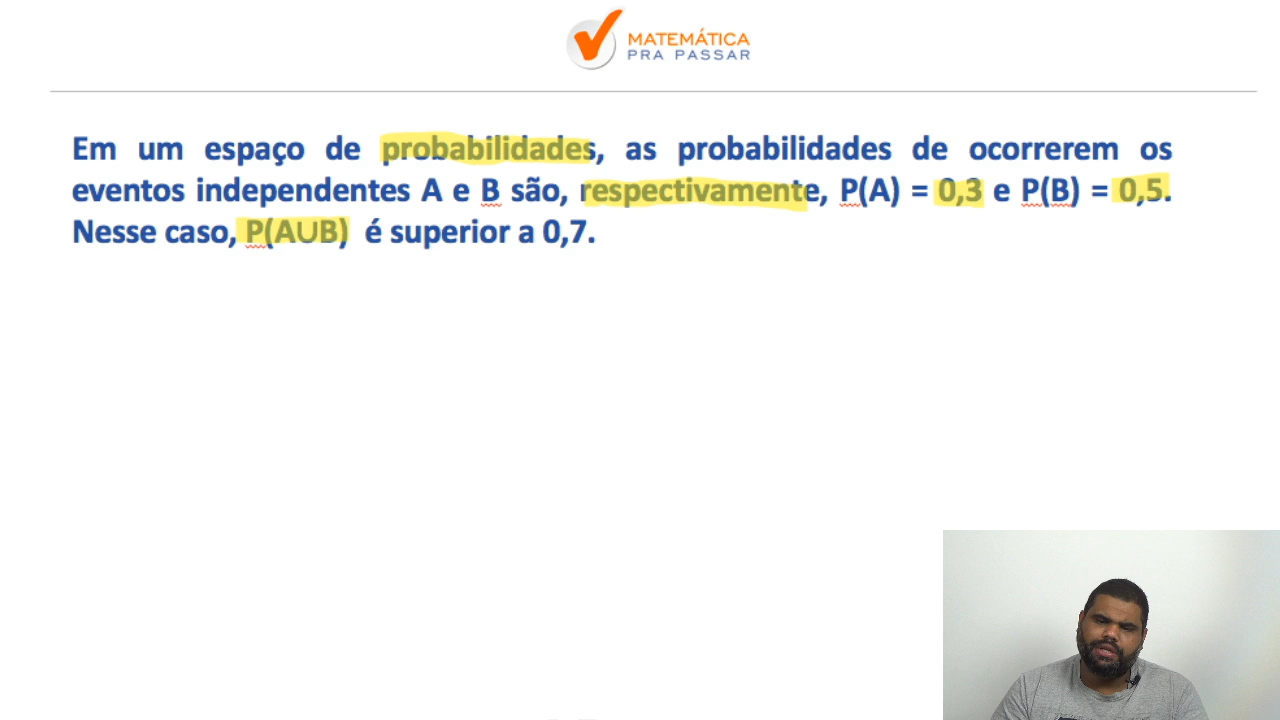 MATEMÁTICA
PRA PASSAR
Em um espaço de probabilidades, as probabilidades de ocorrerem os
eventos independentes A e B são, respectivamente, P(A) = 0,3 e P(B) = 0,5.
Nesse caso, P(A∪B) é superior a 0,7.